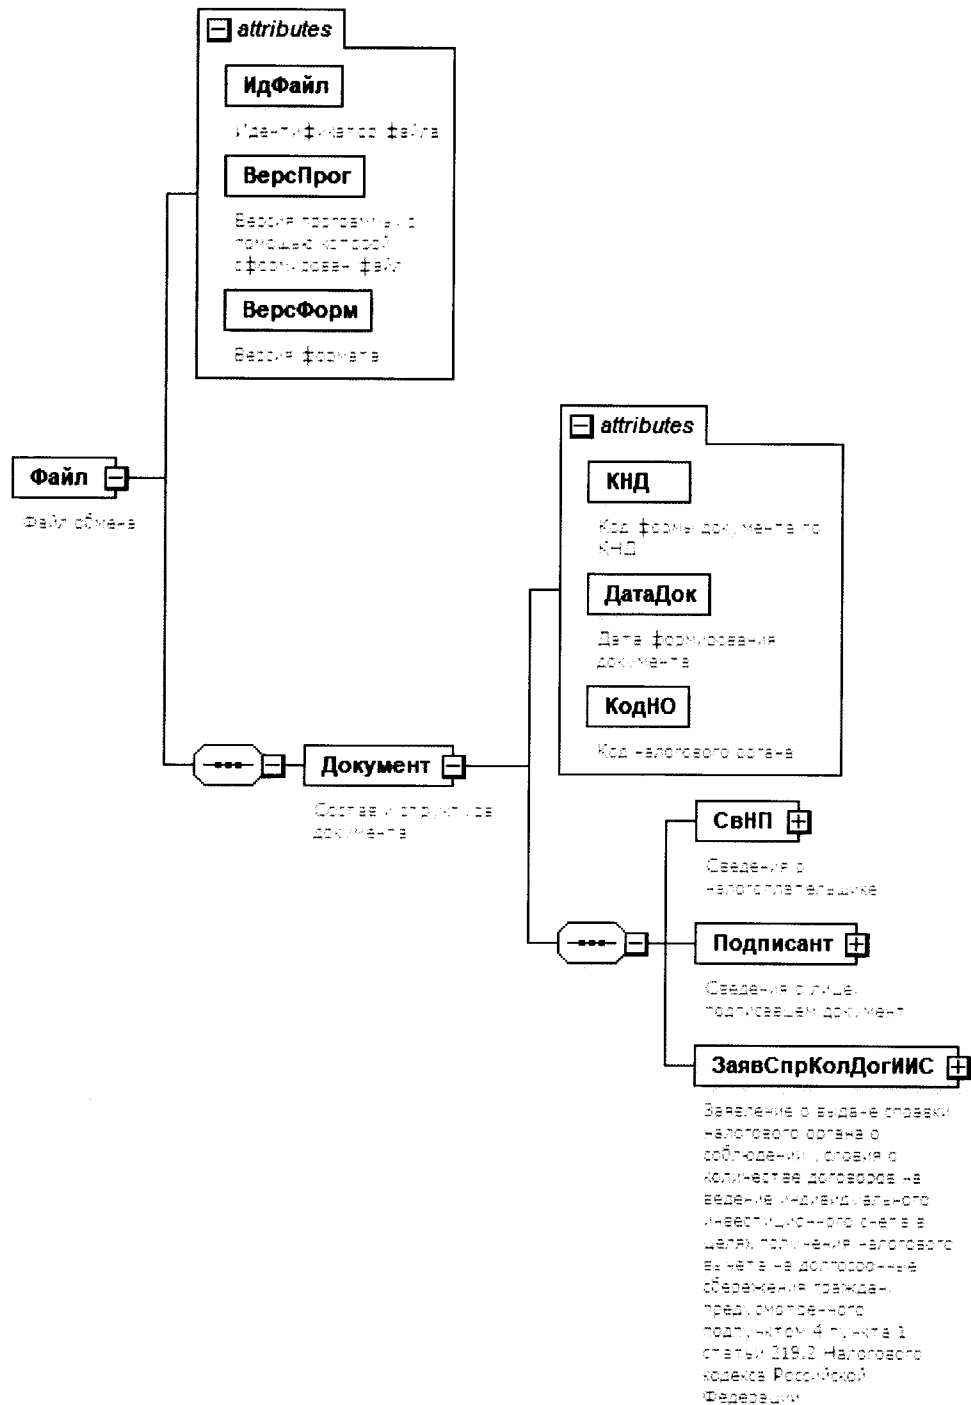 attributes
ИдФайл
Идентификатор файла
ВерсПрог
Версия программы, с
помощью которой
сформирован файл
ВерсФорм
Версия формата
Файл
Файл обмена
attributes
КНД
Код формы документа по
КНД
ДатаДок
Дата формирования
документа
КодНО
Код налогового органа
Документ
Состав и структура
документа
СвНП
Сведения о
налогоплательщике
Подписант
Сведения о лице,
подписавшем документ
ЗаявСпрКолДогИИС
Заявление о выдаче справки
налогового органа о
соблюдении условия о
количестве договоров на
ведение индивидуального
инвестиционного счета в
целях получения налогового
вычета на долгосрочные
сбережения граждан,
предусмотренного
подпунктом 4 пункта 1
статьи 219.2 Налогового
кодекса Российской
Федерации